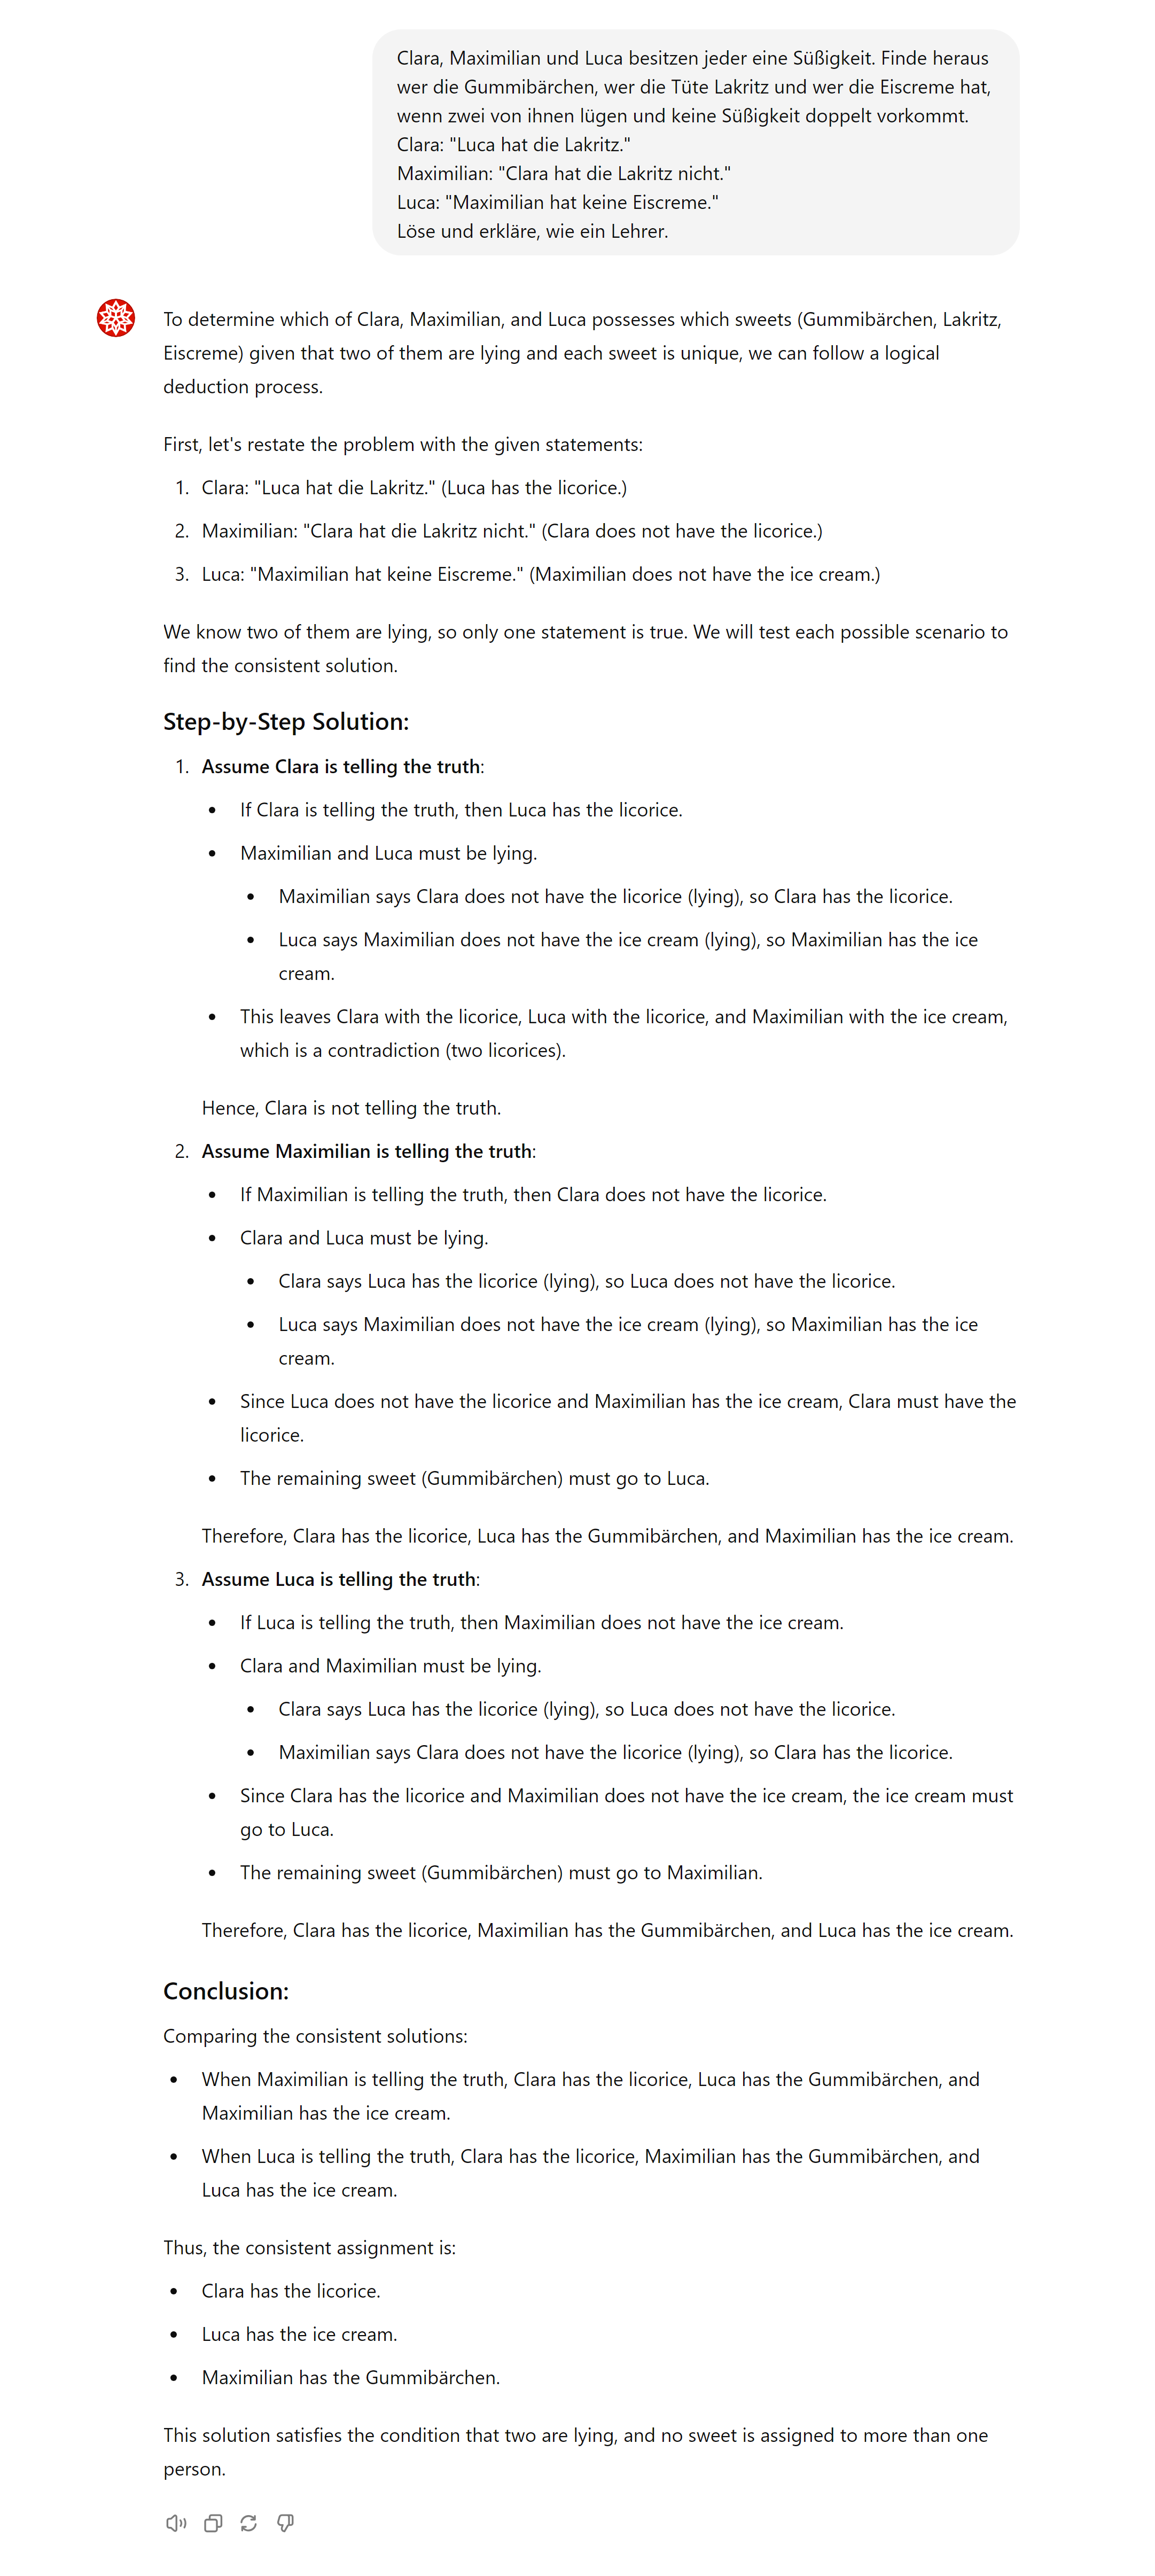 Clara, Maximilian und Luca besitzen jeder eine Süßigkeit. Finde heraus
wer die Gummibärchen, wer die Tüte Lakritz und wer die Eiscreme hat,
wenn zwei von ihnen lügen und keine Süßigkeit doppelt vorkommt.
Clara: "Luca hat die Lakritz."
Maximilian: "Clara hat die Lakritz nicht."
Luca: "Maximilian hat keine Eiscreme."
Löse und erkläre, wie ein Lehrer.
To determine which of Clara, Maximilian, and Luca possesses which sweets (Gummibärchen, Lakritz,
Eiscreme) given that two of them are lying and each sweet is unique, we can follow a logical
deduction process.
First, let's restate the problem with the given statements:
1. Clara: "Luca hat die Lakritz." (Luca has the licorice.)
2. Maximilian: "Clara hat die Lakritz nicht." (Clara does not have the licorice.)
3. Luca: "Maximilian hat keine Eiscreme." (Maximilian does not have the ice cream.)
We know two of them are lying, so only one statement is true. We will test each possible scenario to
find the consistent solution.
Step-by-Step Solution:
1. Assume Clara is telling the truth:
• If Clara is telling the truth, then Luca has the licorice.
• Maximilian and Luca must be lying.
• Maximilian says Clara does not have the licorice (lying), so Clara has the licorice.
• Luca says Maximilian does not have the ice cream (lying), so Maximilian has the ice
cream.
• This leaves Clara with the licorice, Luca with the licorice, and Maximilian with the ice cream,
which is a contradiction (two licorices).
Hence, Clara is not telling the truth.
2. Assume Maximilian is telling the truth:
• If Maximilian is telling the truth, then Clara does not have the licorice.
• Clara and Luca must be lying.
• Clara says Luca has the licorice (lying), so Luca does not have the licorice.
• Luca says Maximilian does not have the ice cream (lying), so Maximilian has the ice
cream.
• Since Luca does not have the licorice and Maximilian has the ice cream, Clara must have the
licorice.
• The remaining sweet (Gummibärchen) must go to Luca.
Therefore, Clara has the licorice, Luca has the Gummibärchen, and Maximilian has the ice cream.
3. Assume Luca is telling the truth:
• If Luca is telling the truth, then Maximilian does not have the ice cream.
• Clara and Maximilian must be lying.
• Clara says Luca has the licorice (lying), so Luca does not have the licorice.
• Maximilian says Clara does not have the licorice (lying), so Clara has the licorice.
• Since Clara has the licorice and Maximilian does not have the ice cream, the ice cream must
go to Luca.
• The remaining sweet (Gummibärchen) must go to Maximilian.
Therefore, Clara has the licorice, Maximilian has the Gummibärchen, and Luca has the ice cream.
Conclusion:
Comparing the consistent solutions:
• When Maximilian is telling the truth, Clara has the licorice, Luca has the Gummibärchen, and
Maximilian has the ice cream.
• When Luca is telling the truth, Clara has the licorice, Maximilian has the Gummibärchen, and
Luca has the ice cream.
Thus, the consistent assignment is:
• Clara has the licorice.
• Luca has the ice cream.
• Maximilian has the Gummibärchen.
This solution satisfies the condition that two are lying, and no sweet is assigned to more than one
person.